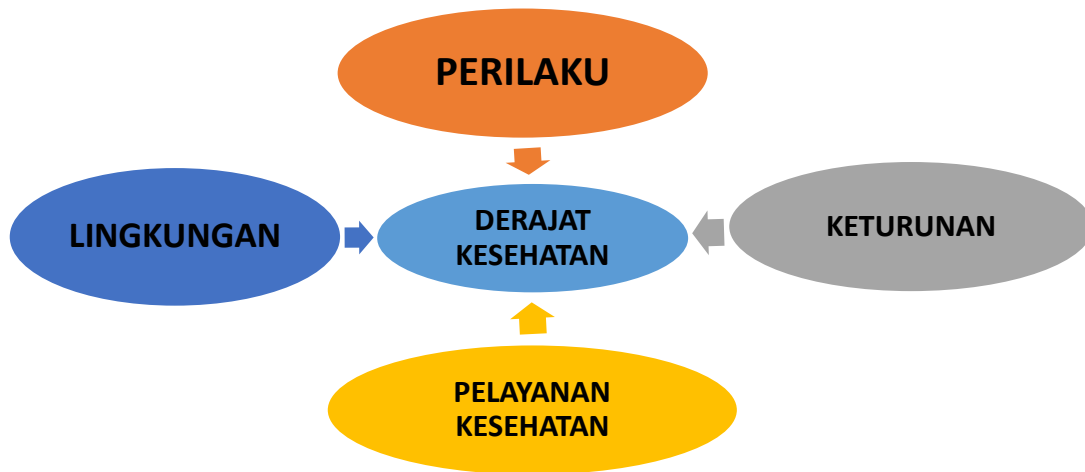 PERILAKU
LINGKUNGAN
DERAJAT
KESEHATAN
KETURUNAN
PELAYANAN
KESEHATAN